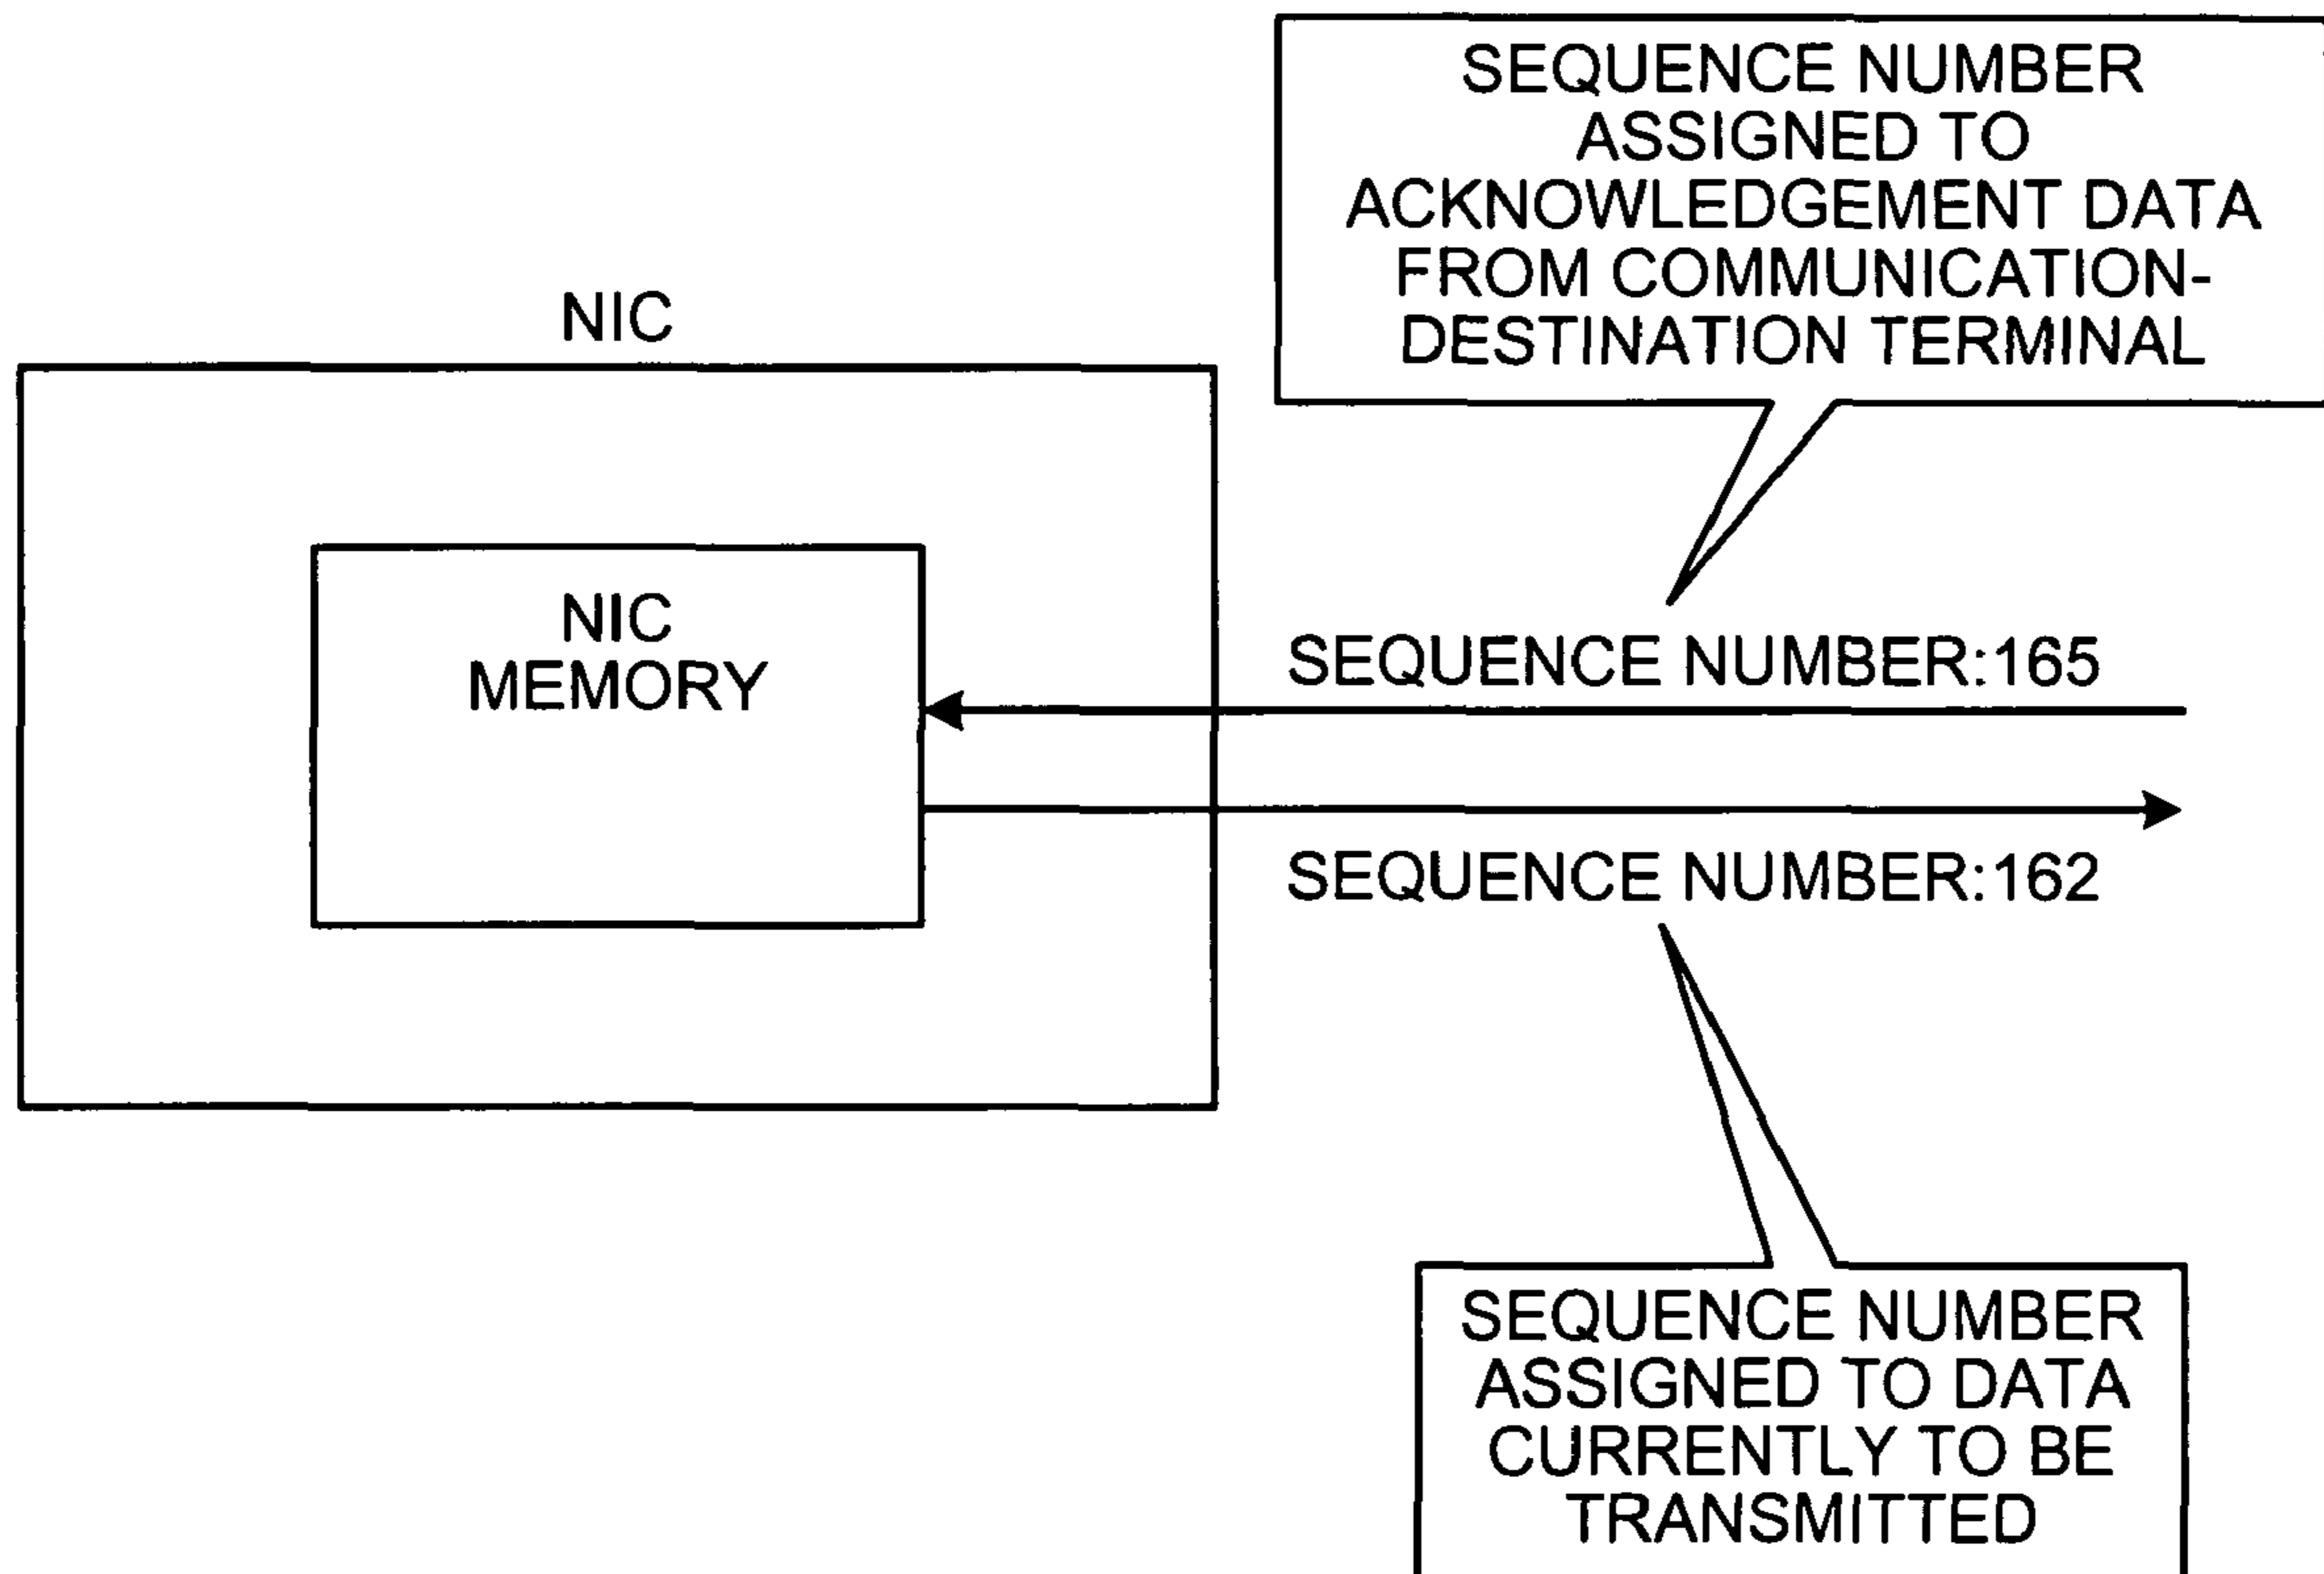 SEQUENCE NUMBER
ASSIGNED TO
ACKNOWLEDGEMENT DATA
FROM COMMUNICATION-
DESTINATION TERMINAL
NIC
NIC
MEMORY
SEQUENCE NUMBER:165
SEQUENCE NUMBER:162
SEQUENCE NUMBER
ASSIGNED TO DATA
CURRENTLY TO BE
TRANSMITTED